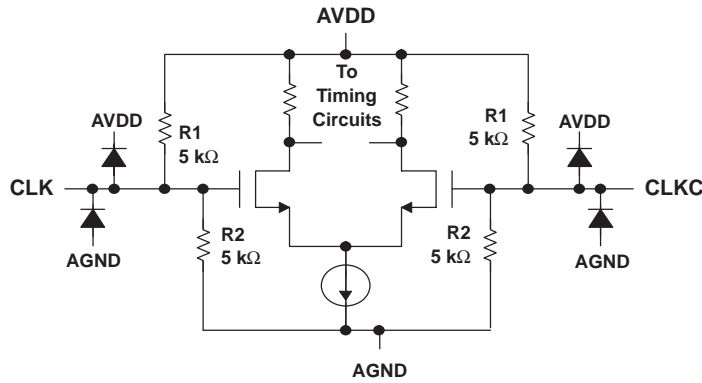 AVDD
To
Timing
Circuits
AVDD
R1
5 kΩ
R1
5 kΩ
AVDD
CLK
CLKC
AGND
R2
5 kΩ
R2
5 kΩ
AGND
AGND